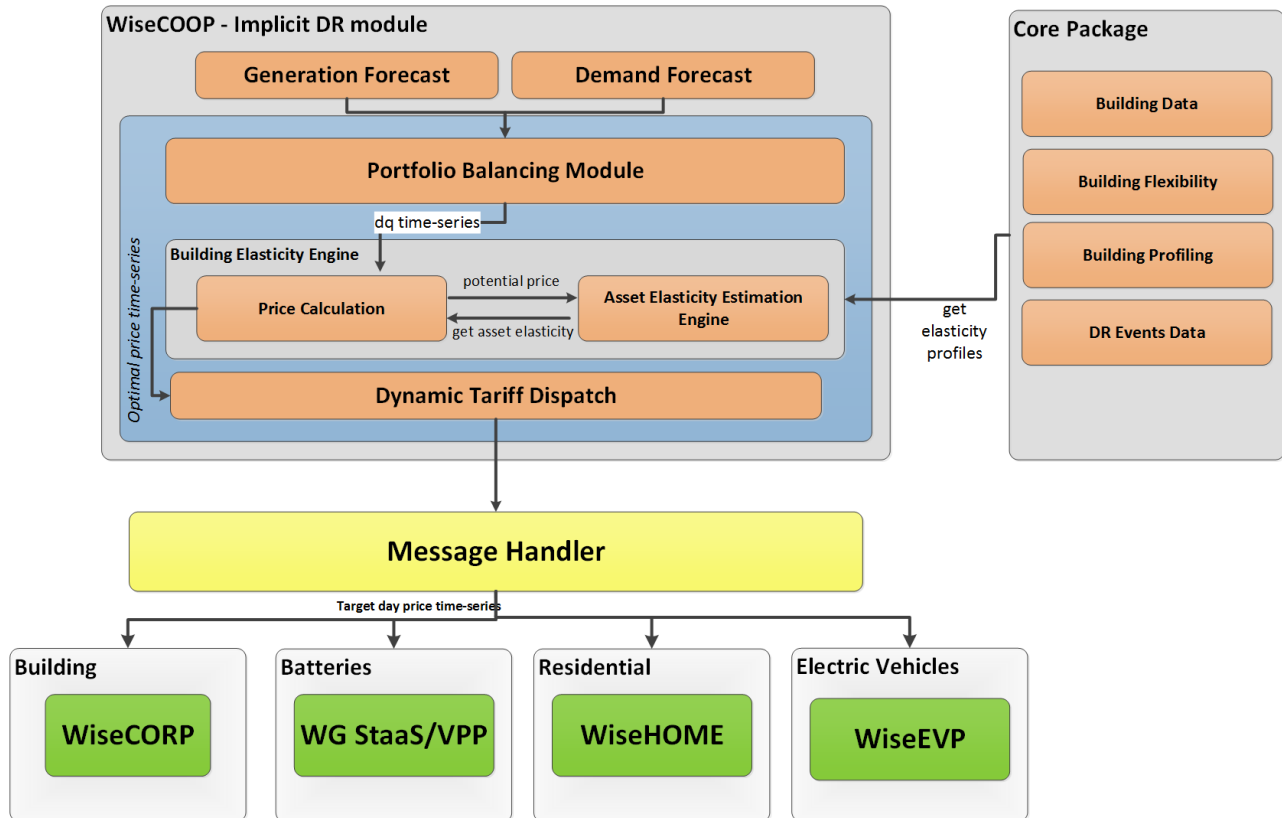 WiseCOOP - Implicit DR module
Generation Forecast
Demand Forecast
Portfolio Balancing Module
dq time-series
Building Elasticity Engine
Price Calculation
potential price
get asset elasticity
Asset Elasticity Estimation
Engine
Optimal price time-series
Dynamic Tariff Dispatch
Core Package
Building Data
Building Flexibility
Building Profiling
DR Events Data
get
elasticity
profiles
Message Handler
Target day price time-series
Building
WiseCORP
Batteries
WG StaaS/VPP
Residential
WiseHOME
Electric Vehicles
WiseEVP